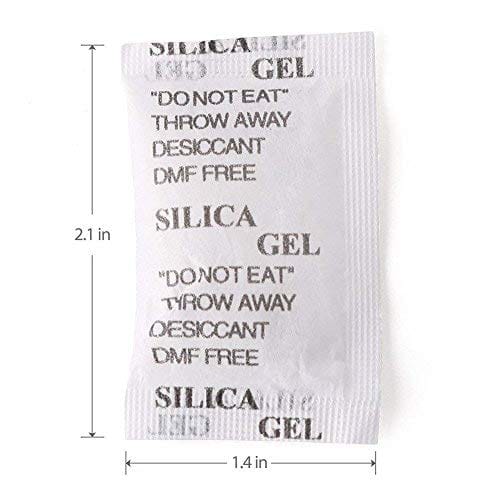 SILICA
GEL
"DO NOT EAT"
THROW AWAY
DESICCANT
DMF FREE
SILICA
GEL
"DO NOT EAT"
THROW AWAY
DESICCANT
DMF FREE
SILICA
GEL
2.1 in
1.4 in